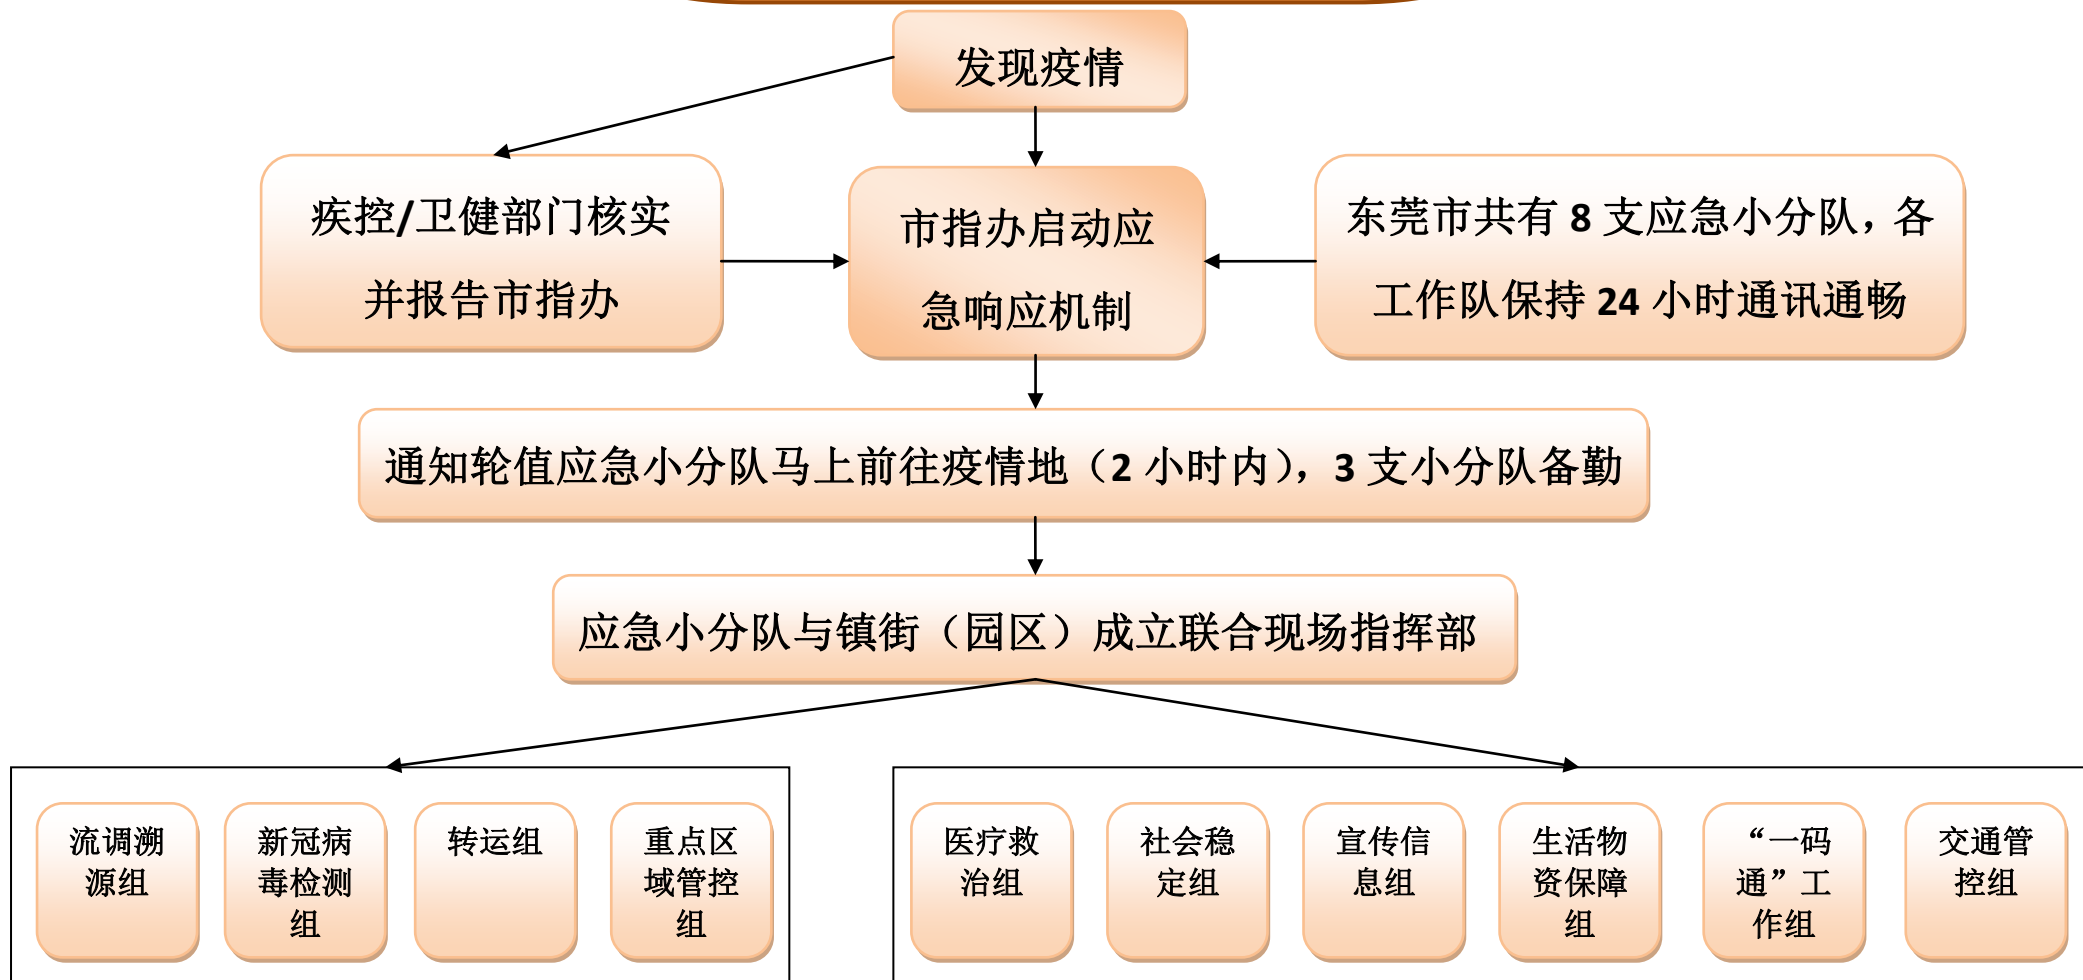 发现疫情
疾控/卫健部门核实
并报告市指办
市指办启动应
急响应机制
东莞市共有 8 支应急小分队，各
工作队保持 24 小时通讯通畅
通知轮值应急小分队马上前往疫情地（2 小时内），3 支小分队备勤
应急小分队与镇街（园区）成立联合现场指挥部
流调溯
源组
新冠病
毒检测
组
转运组
重点区
域管控
组
医疗救
治组
社会稳
定组
宣传信
息组
生活物
资保障
组
“一码
通”工
作组
交通管
控组